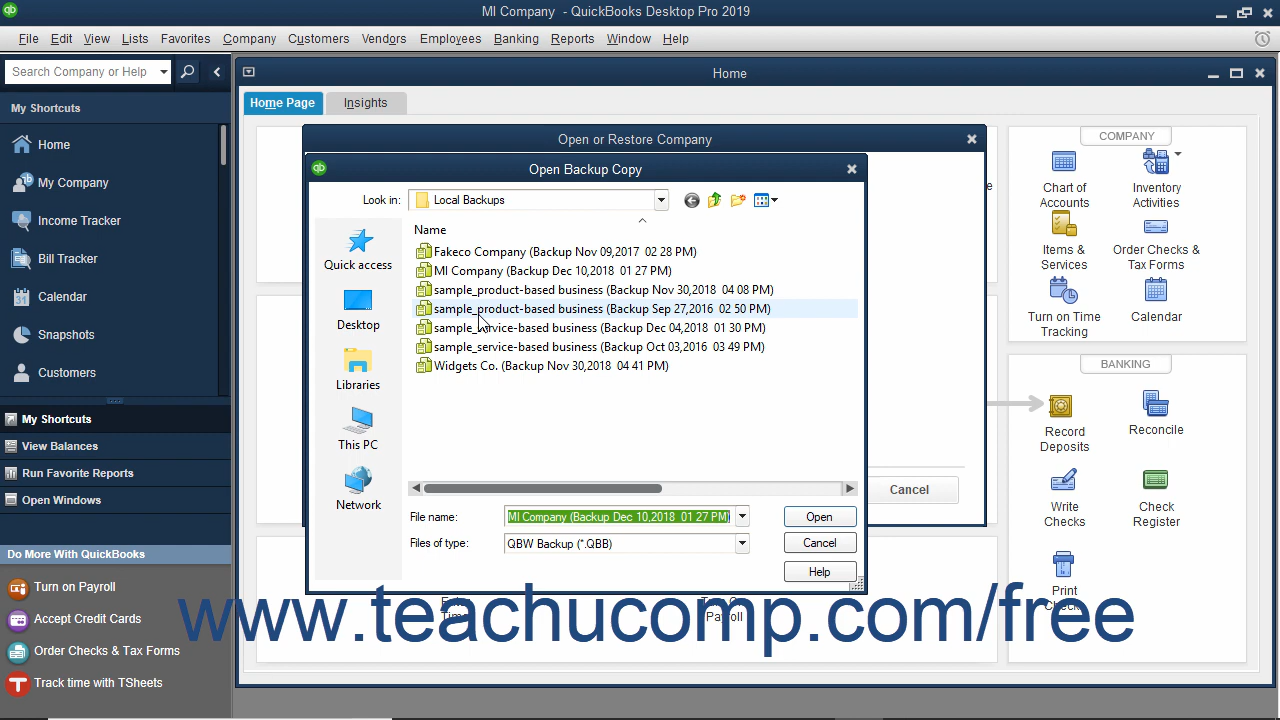 MI Company - QuickBooks Desktop Pro 2019
File Edit View Lists Favorites Company Customers Vendors Employees Banking Reports Window Help
Search Company or Help
My Shortcuts
Home
My Company
Income Tracker
Bill Tracker
Calendar
Snapshots
Customers
My Shortcuts
View Balances
Run Favorite Reports
Open Windows
Do More With QuickBooks
Turn on Payroll
Accept Credit Cards
Order Checks & Tax Forms
Track time with TSheets
Home
Home Page Insights
Open or Restore Company
Open Backup Copy
Look in: Local Backups
Quick access
Desktop
Libraries
This PC
Network
Name
Fakeco Company (Backup Nov 09,2017 02 28 PM)
MI Company (Backup Dec 10,2018 01 27 PM)
sample_product-based business (Backup Nov 30,2018 04 08 PM)
sample_product-based business (Backup Sep 27,2016 02 50 PM)
sample_service-based business (Backup Dec 04,2018 01 30 PM)
sample_service-based business (Backup Oct 03,2016 03 49 PM)
Widgets Co. (Backup Nov 30,2018 04 41 PM)
File name: MI Company (Backup Dec 10,2018 01 27 PM)
Files of type: QBW Backup (*.QBB)
Open
Cancel
Help
Cancel
COMPANY
Chart of
Accounts
Inventory
Activities
Items &
Services
Order Checks &
Tax Forms
Turn on Time
Tracking
Calendar
BANKING
Record
Deposits
Reconcile
Write
Checks
Check
Register
Print
Checks
Enter
Time
Payroll
www.teachucomp.com/free